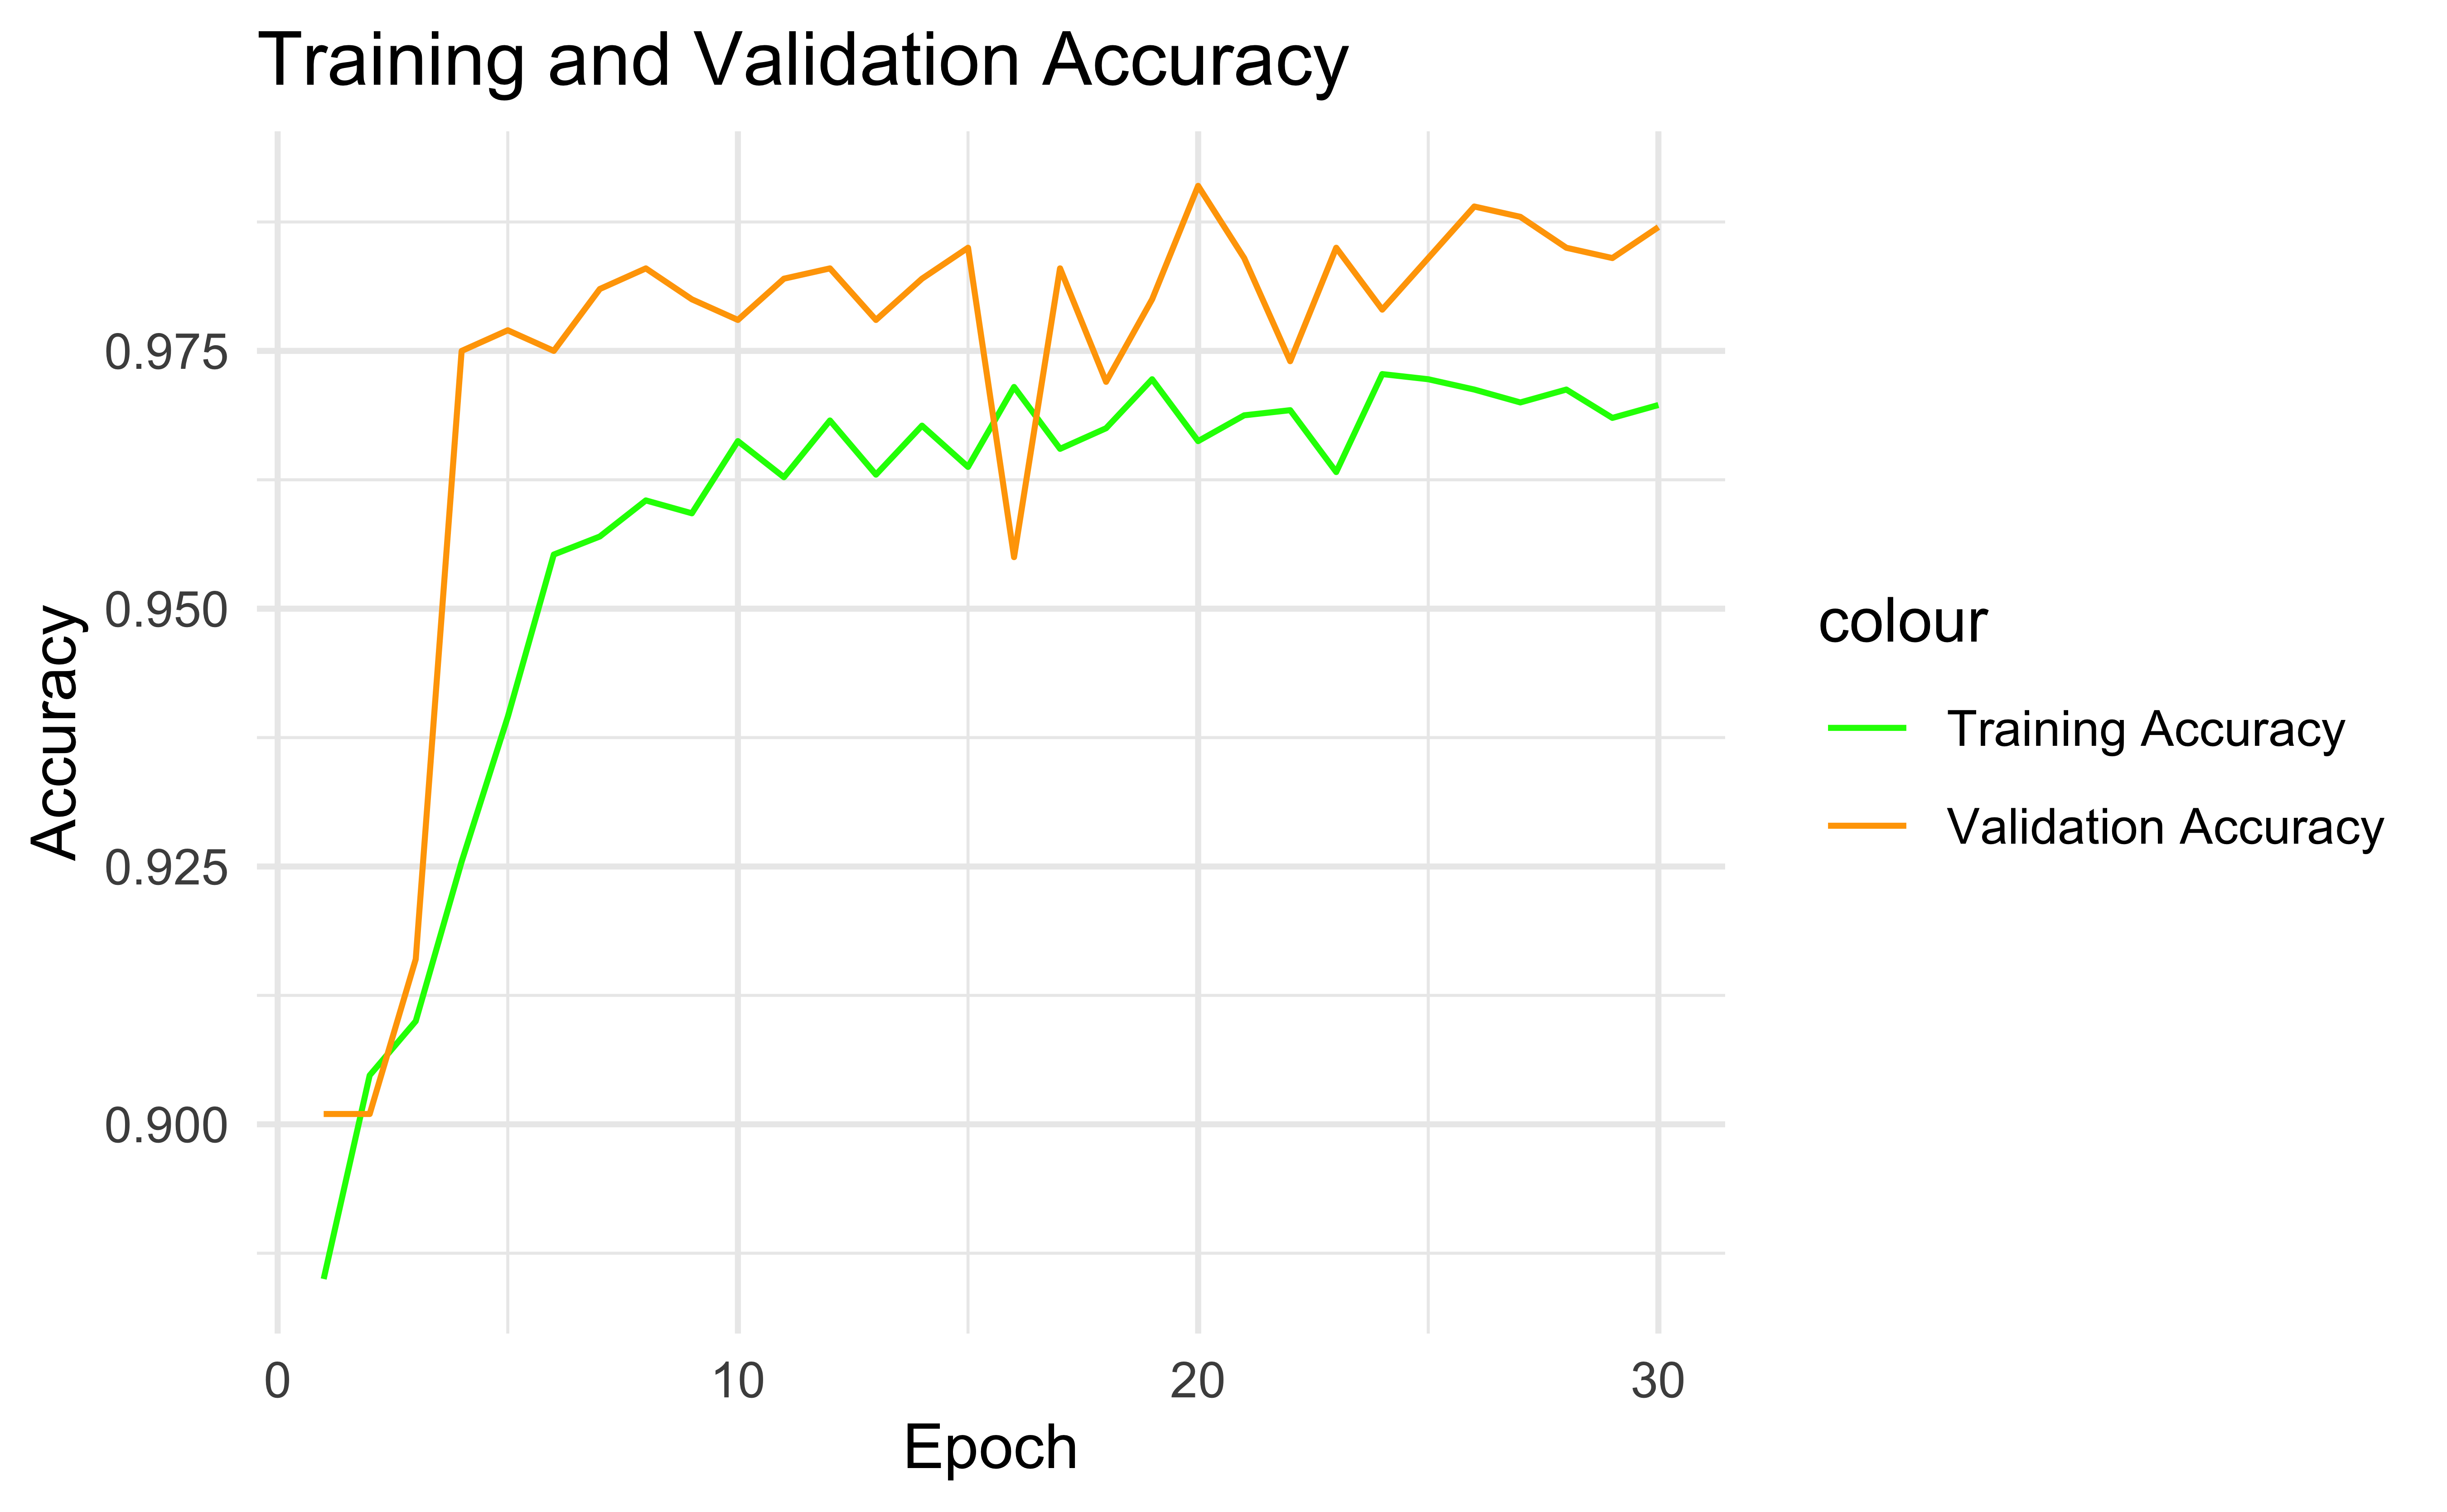 Training and Validation Accuracy
Accuracy
0.975
0.950
0.925
0.900
0
10
20
30
Epoch
colour
Training Accuracy
Validation Accuracy